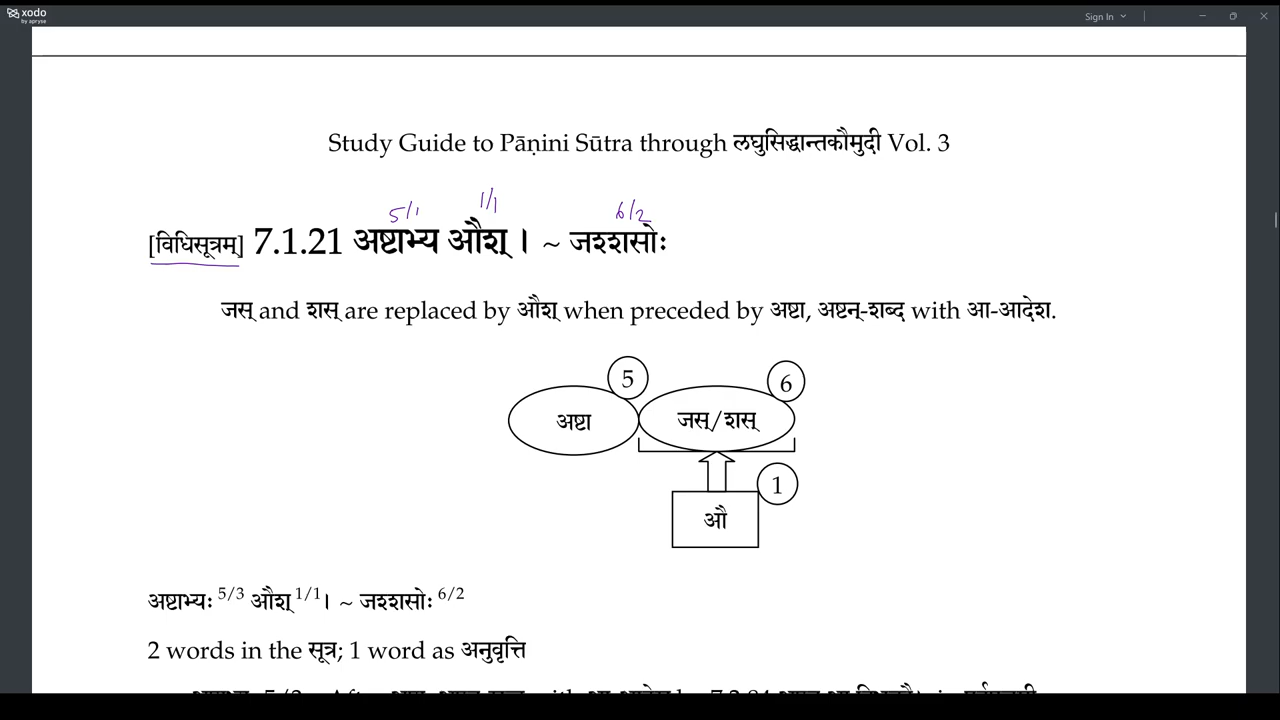 xodo
by apryse
Sign In
Study Guide to Pāṇini Sūtra through लघुसिद्धान्तकौमुदी Vol. 3
5/1 1/1 6/2
[विधिसूत्रम्] 7.1.21 अष्टाभ्य औश् । ~ जश्शसोः
जस् and शस् are replaced by औश् when preceded by अष्टा, अष्टन्-शब्द with आ-आदेश.
5 6
अष्टा जस्/शस्
1
औ
अष्टाभ्यः 5/3 औश् 1/1 । ~ जश्शसोः 6/2
2 words in the सूत्र; 1 word as अनुवृत्ति